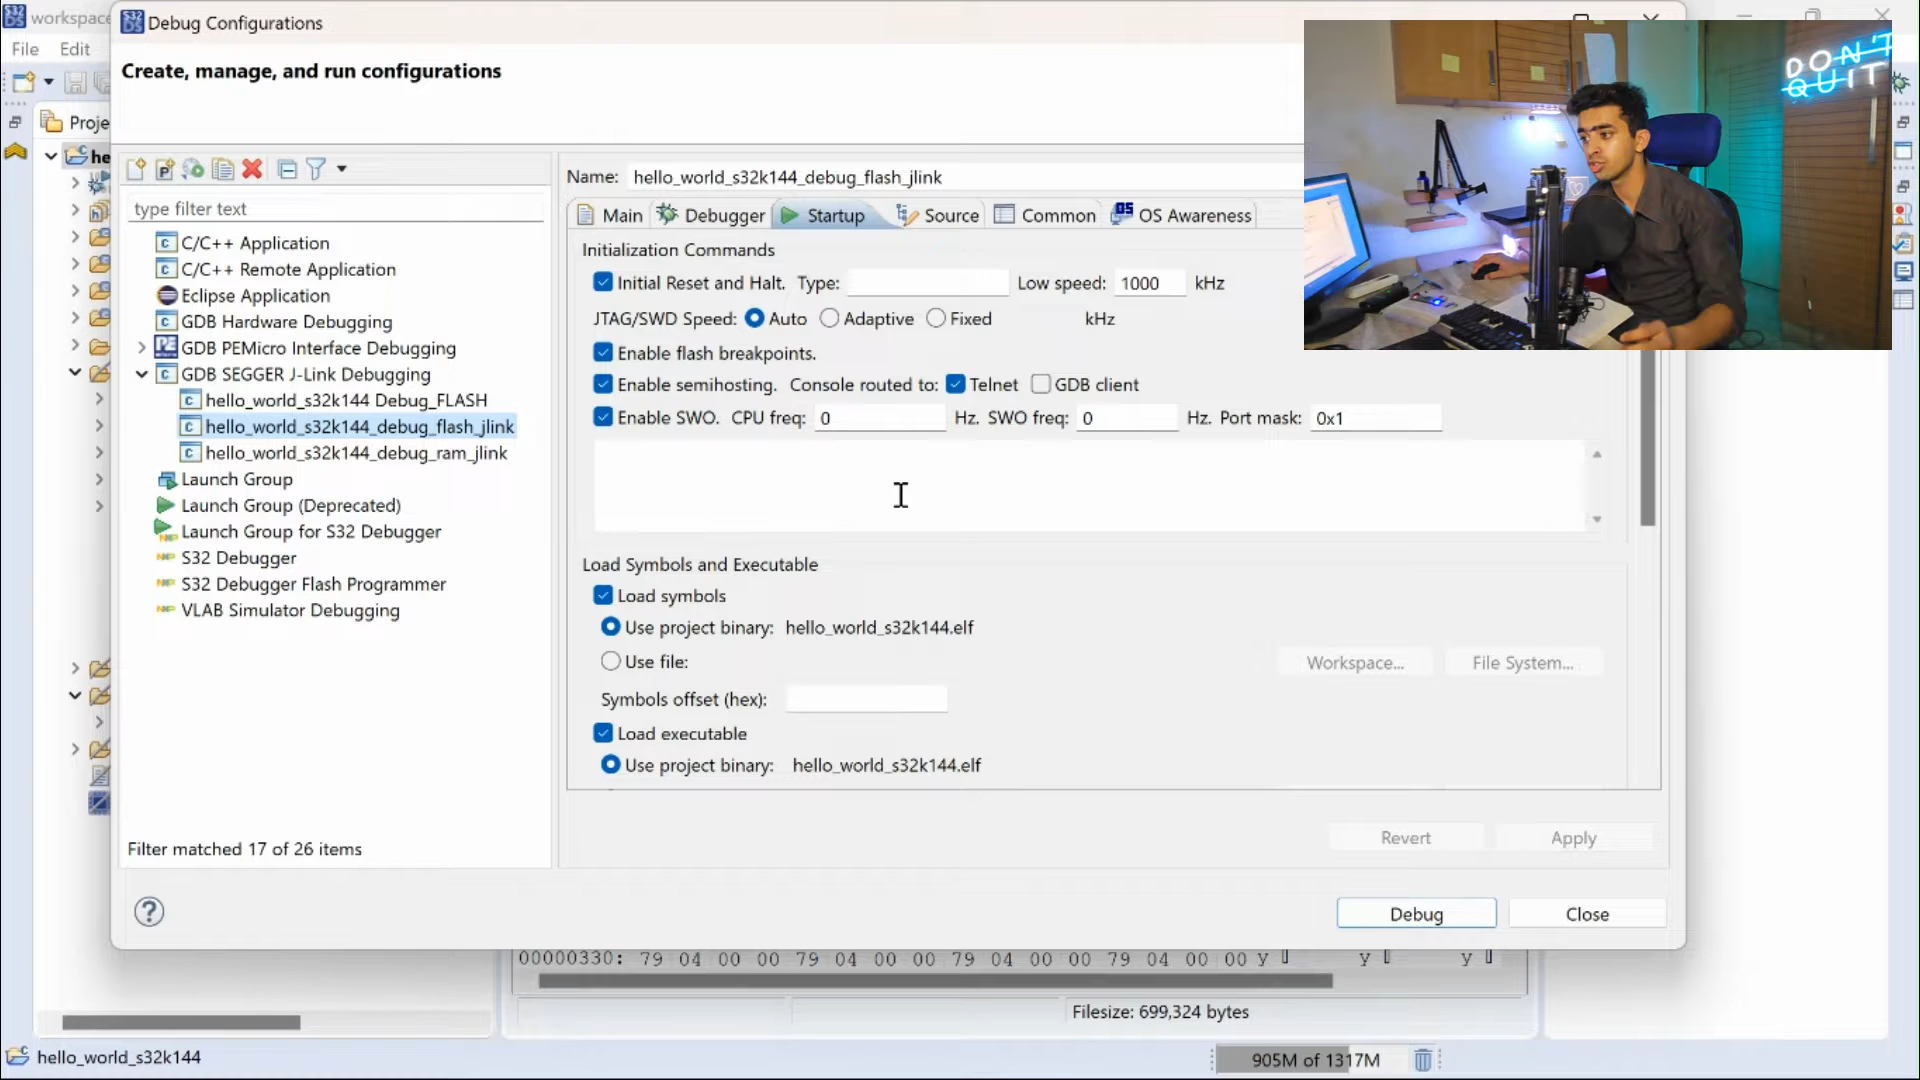 workspace
Debug Configurations
File Edit
Create, manage, and run configurations
DON'T
QUIT
Proje
he
type filter text
C/C++ Application
C/C++ Remote Application
Eclipse Application
GDB Hardware Debugging
GDB PEMicro Interface Debugging
GDB SEGGER J-Link Debugging
hello_world_s32k144 Debug_FLASH
hello_world_s32k144_debug_flash_jlink
hello_world_s32k144_debug_ram_jlink
Launch Group
Launch Group (Deprecated)
Launch Group for S32 Debugger
S32 Debugger
S32 Debugger Flash Programmer
VLAB Simulator Debugging
Filter matched 17 of 26 items
Name: hello_world_s32k144_debug_flash_jlink
Main Debugger Startup Source Common OS Awareness
Initialization Commands
Initial Reset and Halt. Type: Low speed: 1000 kHz
JTAG/SWD Speed: Auto Adaptive Fixed kHz
Enable flash breakpoints.
Enable semihosting. Console routed to: Telnet GDB client
Enable SWO. CPU freq: 0 Hz. SWO freq: 0 Hz. Port mask: 0x1
Load Symbols and Executable
Load symbols
Use project binary: hello_world_s32k144.elf
Use file: Workspace... File System...
Symbols offset (hex):
Load executable
Use project binary: hello_world_s32k144.elf
Revert Apply
Debug Close
00000330: 79 04 00 00 79 04 00 00 79 04 00 00 79 04 00 00 y y y
Filesize: 699,324 bytes
hello_world_s32k144
905M of 1317M